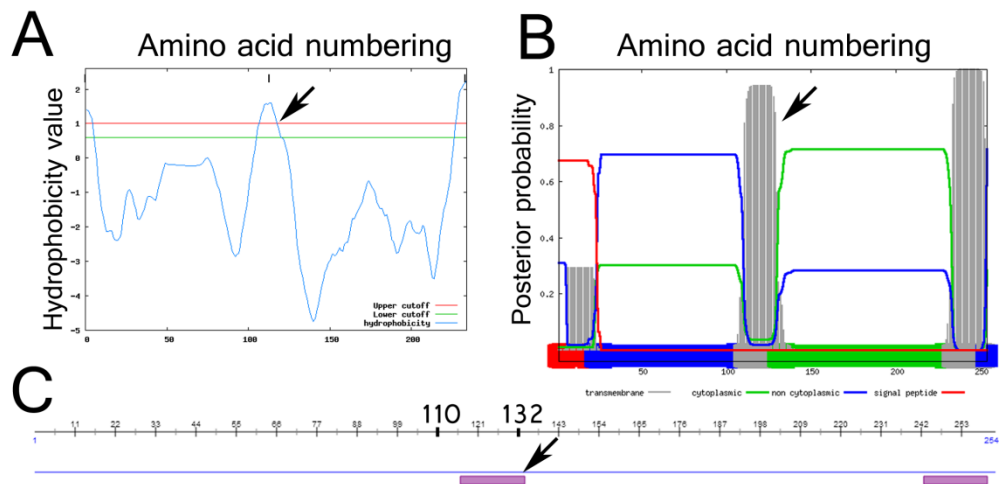 A
Amino acid numbering
Hydrophobicity value
2
1
0
-1
-2
-3
-4
-5
0
50
100
150
200
Upper cutoff
Lower cutoff
hydrophobicity
B
Amino acid numbering
Posterior probability
1
0.8
0.6
0.4
0.2
50
100
150
200
250
transmembrane
cytoplasmic
non cytoplasmic
signal peptide
C
110 132
11 22 33 44 55 66 77 88 99 121 143 154 165 176 187 198 209 220 231 242 253
1 254